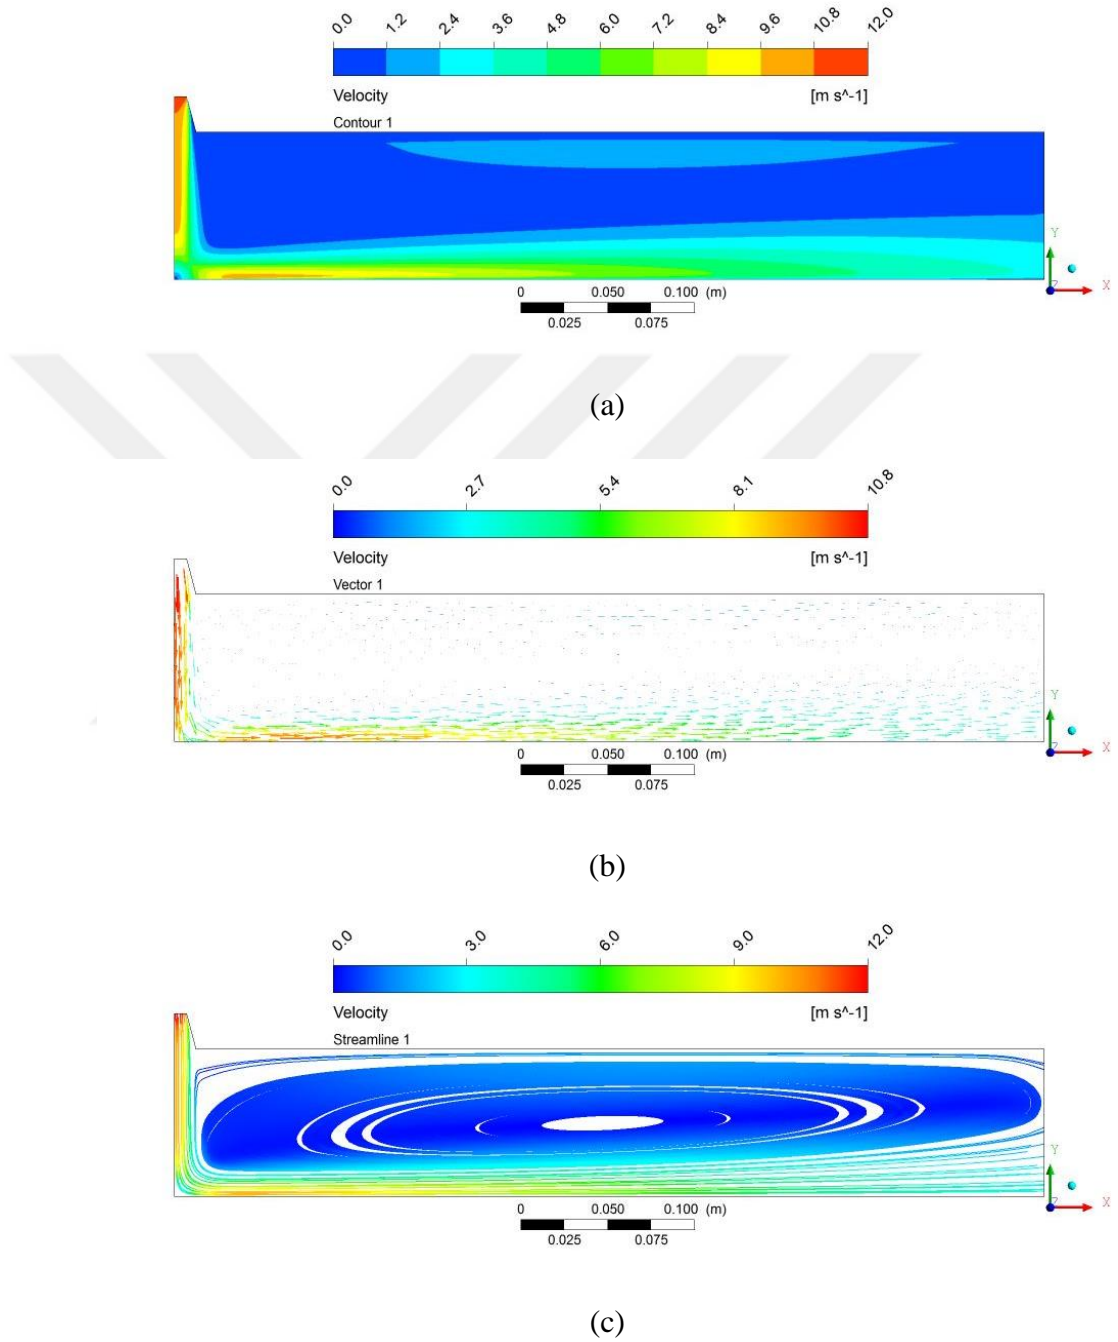 0.0 1.2 2.4 3.6 4.8 6.0 7.2 8.4 9.6 10.8 12.0
Velocity [m s^-1]
Contour 1
Y
Z X
0 0.050 0.100 (m)
0.025 0.075
(a)
0.0 2.7 5.4 8.1 10.8
Velocity [m s^-1]
Vector 1
Y
Z X
0 0.050 0.100 (m)
0.025 0.075
(b)
0.0 3.0 6.0 9.0 12.0
Velocity [m s^-1]
Streamline 1
Y
Z X
0 0.050 0.100 (m)
0.025 0.075
(c)